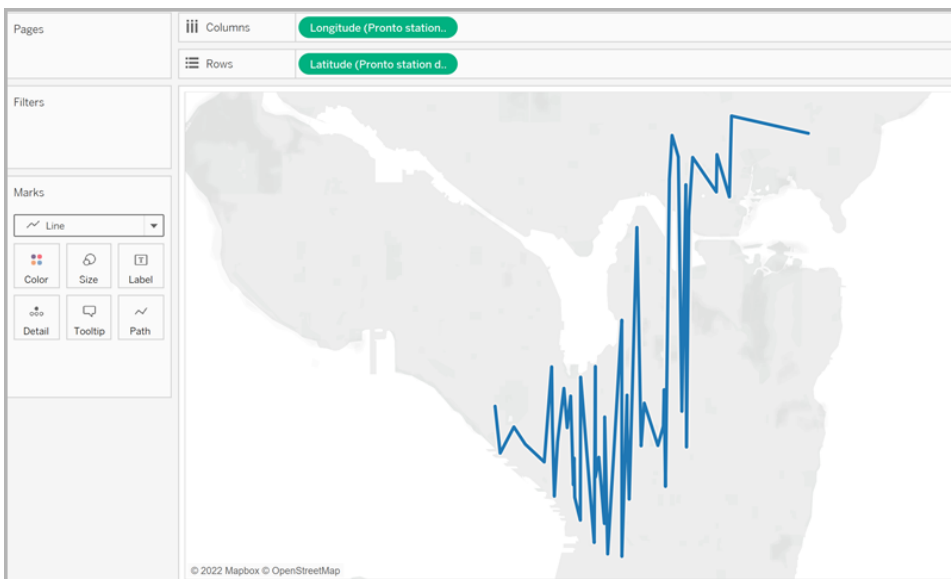 Pages
Columns
Longitude (Pronto station..
Rows
Latitude (Pronto station d..
Filters
Marks
Line
Color
Size
T
Label
Detail
Tooltip
Path
© 2022 Mapbox © OpenStreetMap